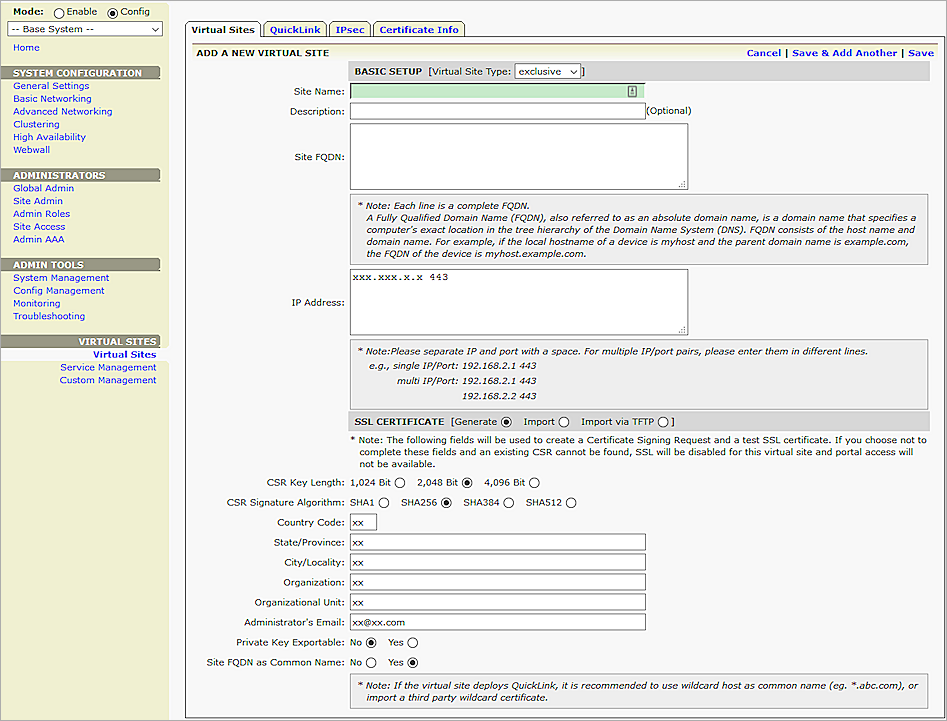 Mode: Enable Config
-- Base System --
Home
SYSTEM CONFIGURATION
General Settings
Basic Networking
Advanced Networking
Clustering
High Availability
Webwall
ADMINISTRATORS
Global Admin
Site Admin
Admin Roles
Site Access
Admin AAA
ADMIN TOOLS
System Management
Config Management
Monitoring
Troubleshooting
VIRTUAL SITES
Virtual Sites
Service Management
Custom Management
Virtual Sites QuickLink IPsec Certificate Info
ADD A NEW VIRTUAL SITE Cancel | Save & Add Another | Save
BASIC SETUP [Virtual Site Type: exclusive ]
Site Name:
Description: (Optional)
Site FQDN:
* Note: Each line is a complete FQDN.
A Fully Qualified Domain Name (FQDN), also referred to as an absolute domain name, is a domain name that specifies a
computer's exact location in the tree hierarchy of the Domain Name System (DNS). FQDN consists of the host name and
domain name. For example, if the local hostname of a device is myhost and the parent domain name is example.com,
the FQDN of the device is myhost.example.com.
xxx.xxx.x.x 443
IP Address:
* Note:Please separate IP and port with a space. For multiple IP/port pairs, please enter them in different lines.
e.g., single IP/Port: 192.168.2.1 443
multi IP/Port: 192.168.2.1 443
192.168.2.2 443
SSL CERTIFICATE [Generate Import Import via TFTP ]
* Note: The following fields will be used to create a Certificate Signing Request and a test SSL certificate. If you choose not to
complete these fields and an existing CSR cannot be found, SSL will be disabled for this virtual site and portal access will
not be available.
CSR Key Length: 1,024 Bit 2,048 Bit 4,096 Bit
CSR Signature Algorithm: SHA1 SHA256 SHA384 SHA512
Country Code: xx
State/Province: xx
City/Locality: xx
Organization: xx
Organizational Unit: xx
Administrator's Email: xx@xx.com
Private Key Exportable: No Yes
Site FQDN as Common Name: No Yes
* Note: If the virtual site deploys QuickLink, it is recommended to use wildcard host as common name (eg. *.abc.com), or
import a third party wildcard certificate.